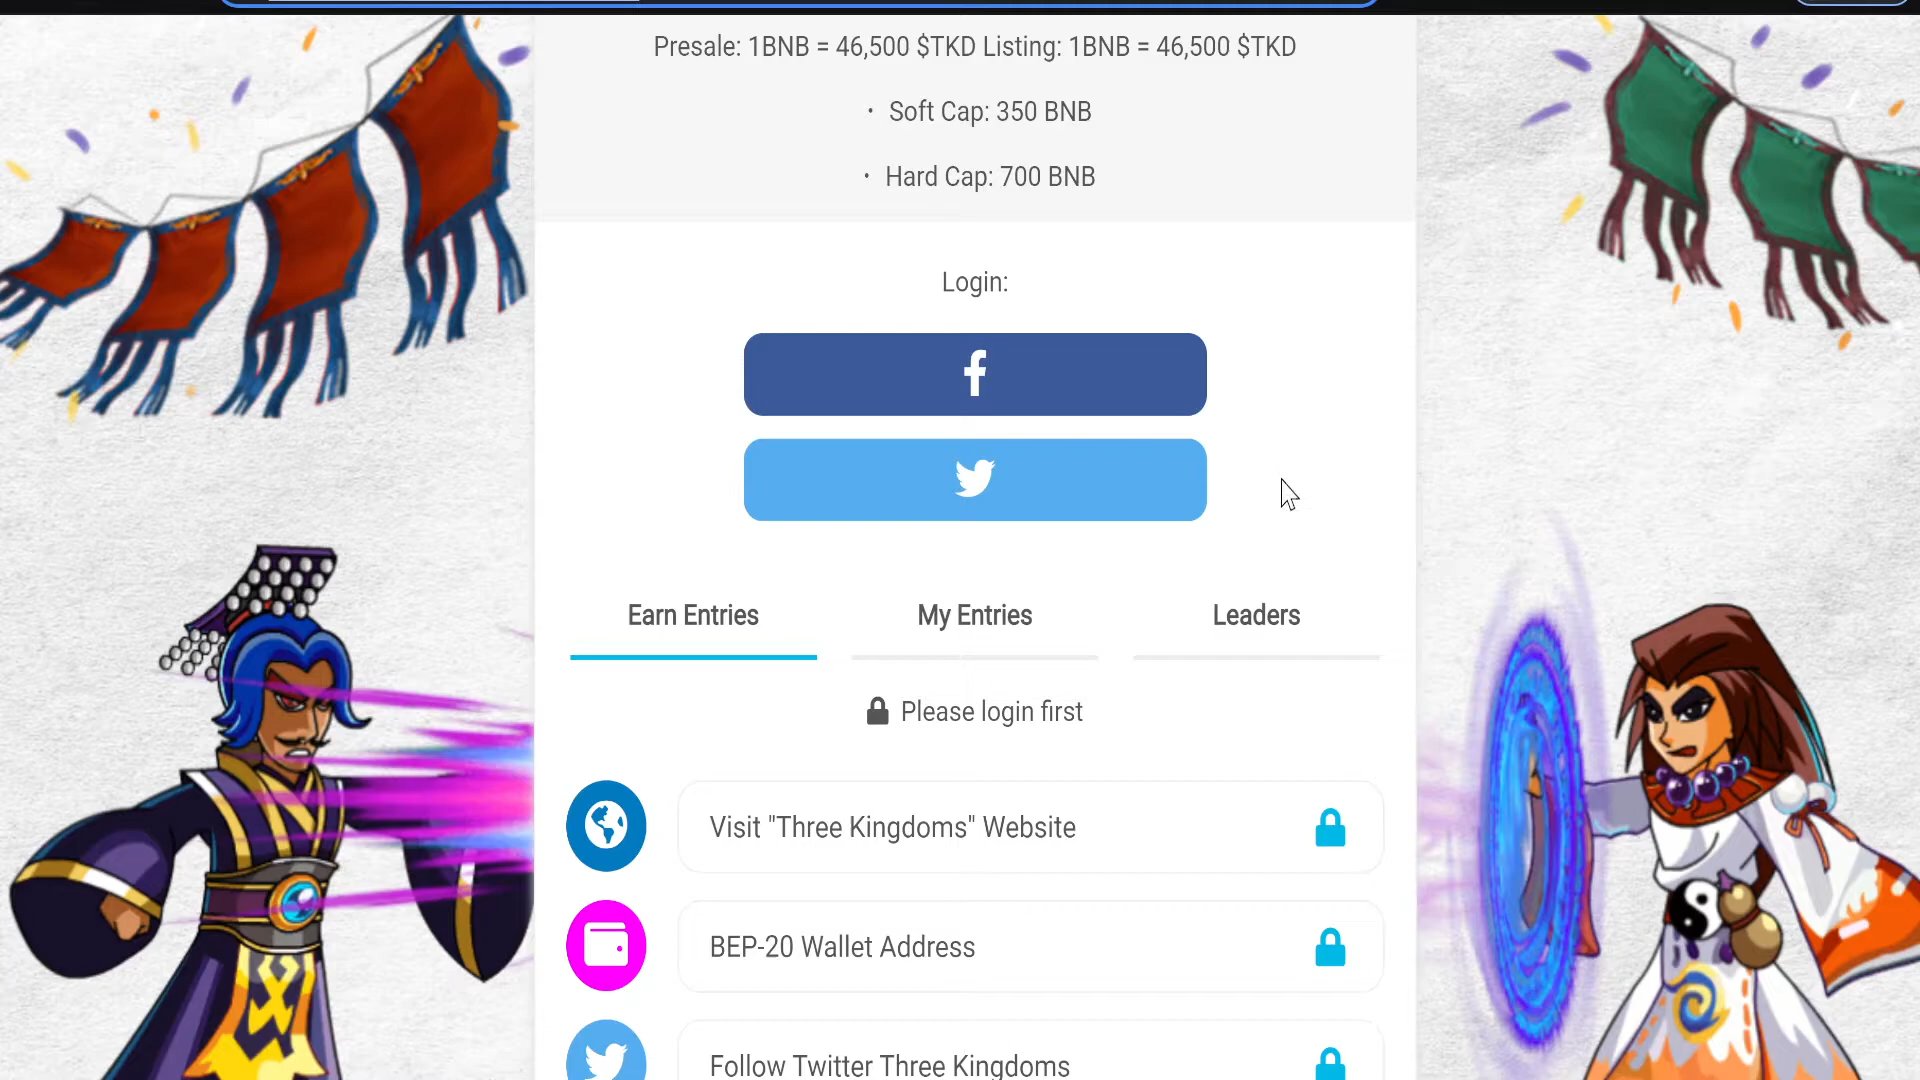 Presale: 1BNB = 46,500 $TKD Listing: 1BNB = 46,500 $TKD
· Soft Cap: 350 BNB
· Hard Cap: 700 BNB
Login:
Earn Entries
My Entries
Leaders
Please login first
Visit "Three Kingdoms" Website
BEP-20 Wallet Address
Follow Twitter Three Kingdoms